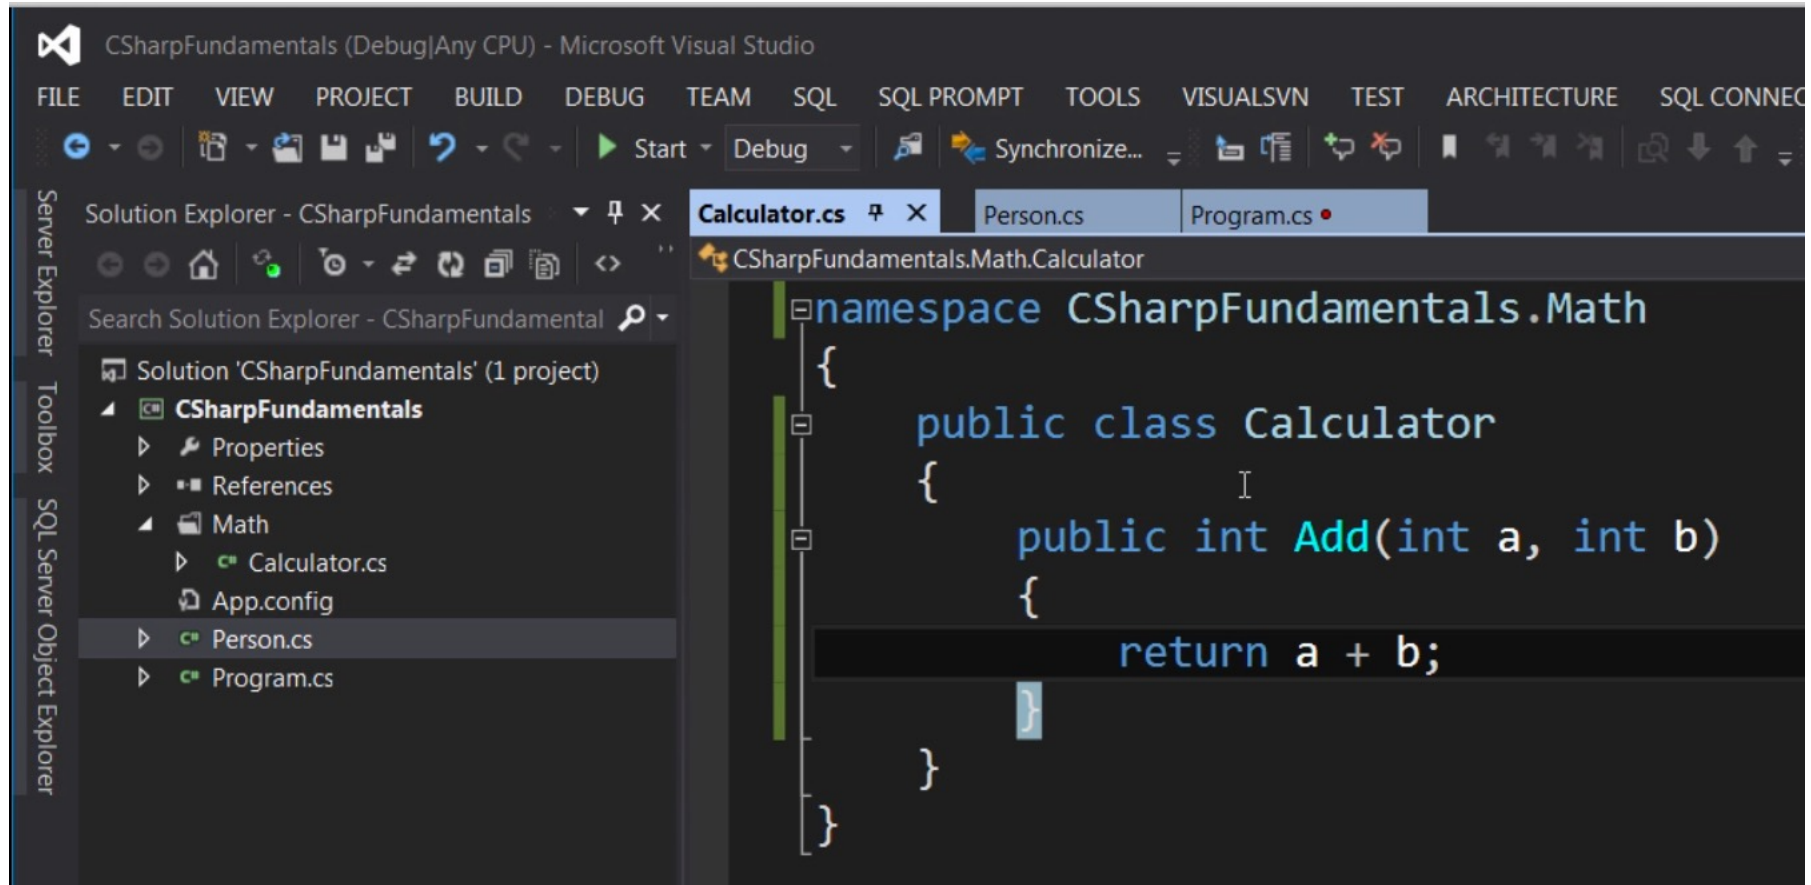 CSharpFundamentals (Debug|Any CPU) - Microsoft Visual Studio
FILE EDIT VIEW PROJECT BUILD DEBUG TEAM SQL SQL PROMPT TOOLS VISUALSVN TEST ARCHITECTURE SQL CONNEC
Start Debug Synchronize...
Server Explorer
Toolbox
SQL Server Object Explorer
Solution Explorer - CSharpFundamentals
Search Solution Explorer - CSharpFundamental
Solution 'CSharpFundamentals' (1 project)
CSharpFundamentals
Properties
References
Math
Calculator.cs
App.config
Person.cs
Program.cs
Calculator.cs Person.cs Program.cs
CSharpFundamentals.Math.Calculator
namespace CSharpFundamentals.Math
{
public class Calculator
{
public int Add(int a, int b)
{
return a + b;
}
}
}